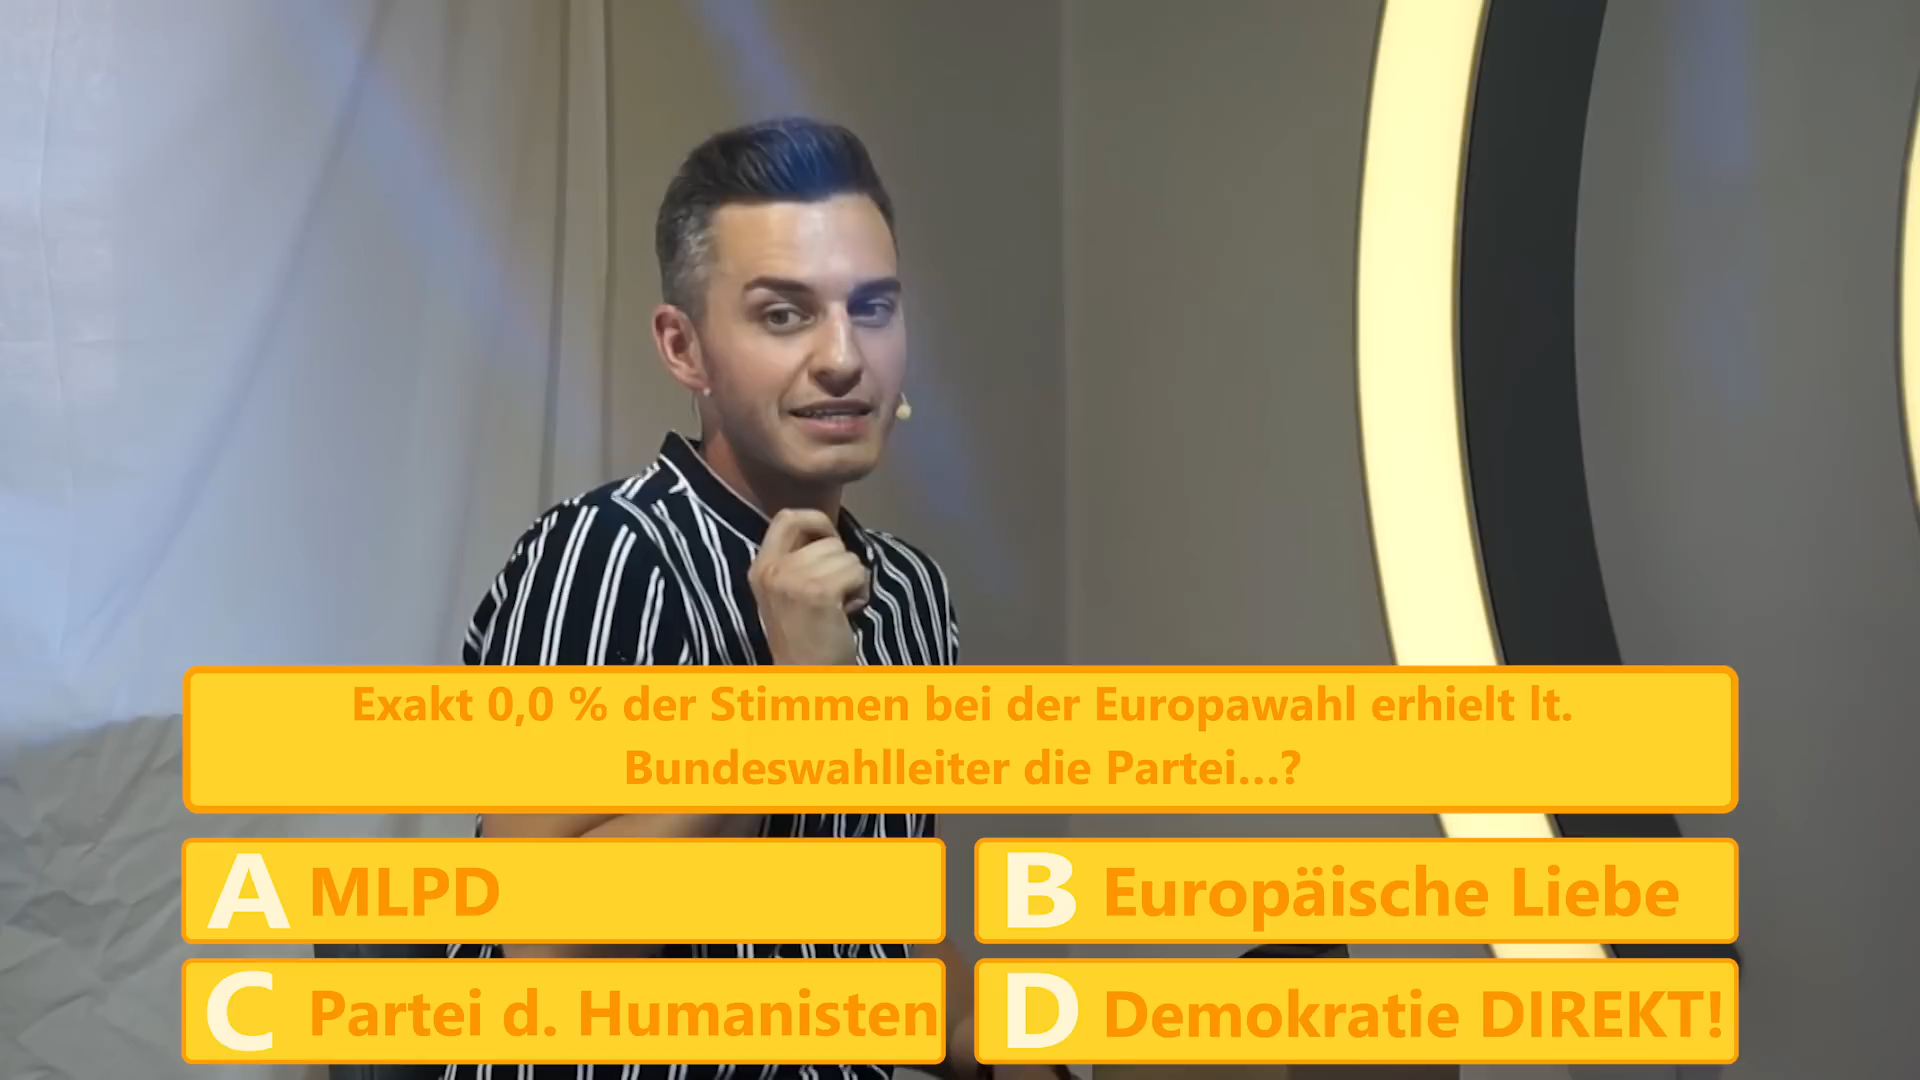 Exakt 0,0 % der Stimmen bei der Europawahl erhielt lt.
Bundeswahlleiter die Partei...?
A MLPD
B Europäische Liebe
C Partei d. Humanisten
D Demokratie DIREKT!